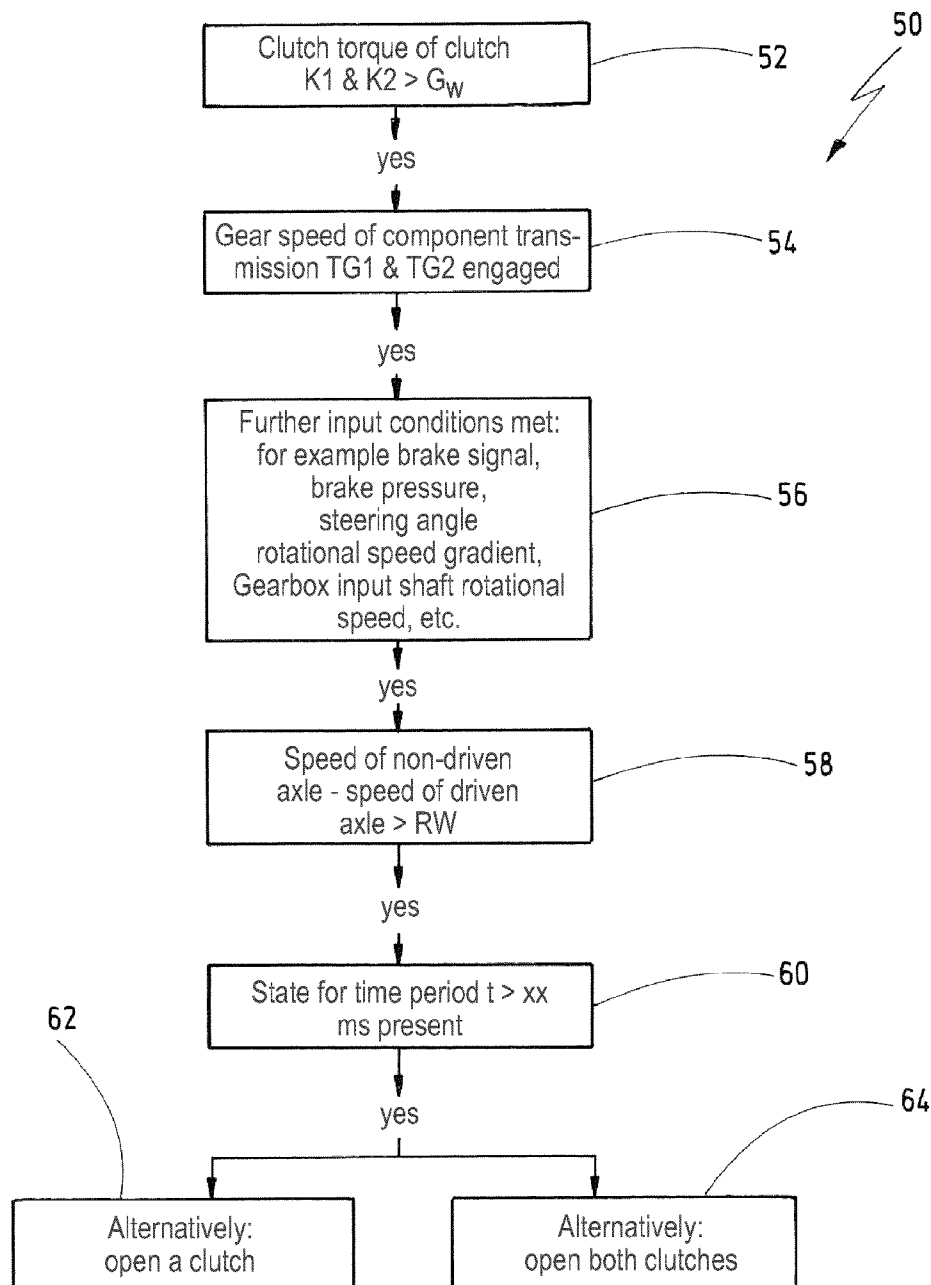 50
Clutch torque of clutch
K1 & K2 > GW
52
yes
Gear speed of component trans-
mission TG1 & TG2 engaged
54
yes
Further input conditions met:
for example brake signal,
brake pressure,
steering angle
rotational speed gradient,
Gearbox input shaft rotational
speed, etc.
56
yes
Speed of non-driven
axle - speed of driven
axle > RW
58
yes
State for time period t > xx
ms present
60
yes
62
64
Alternatively:
open a clutch
Alternatively:
open both clutches